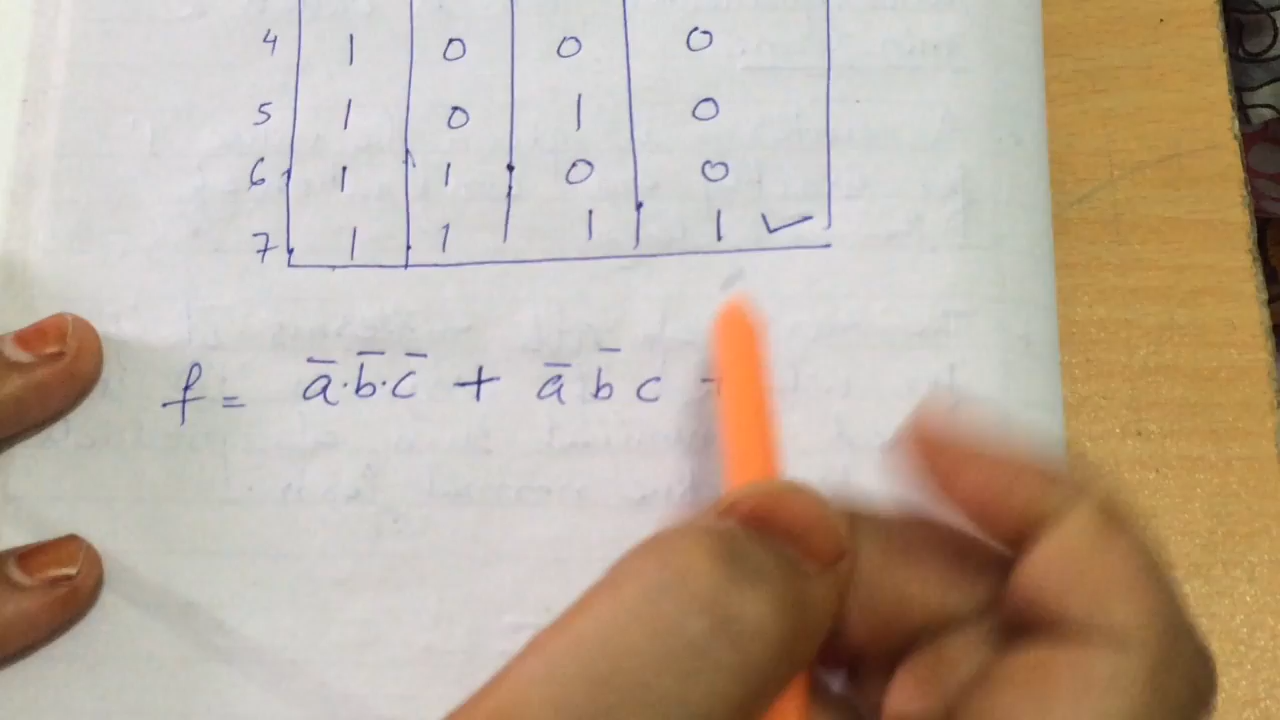 4 1 0 0 0
5 1 0 1 0
6 1 1 0 0
7 1 1 1 1 ✓
f = a̅·b̅·c̅ + a̅ b̅ c +